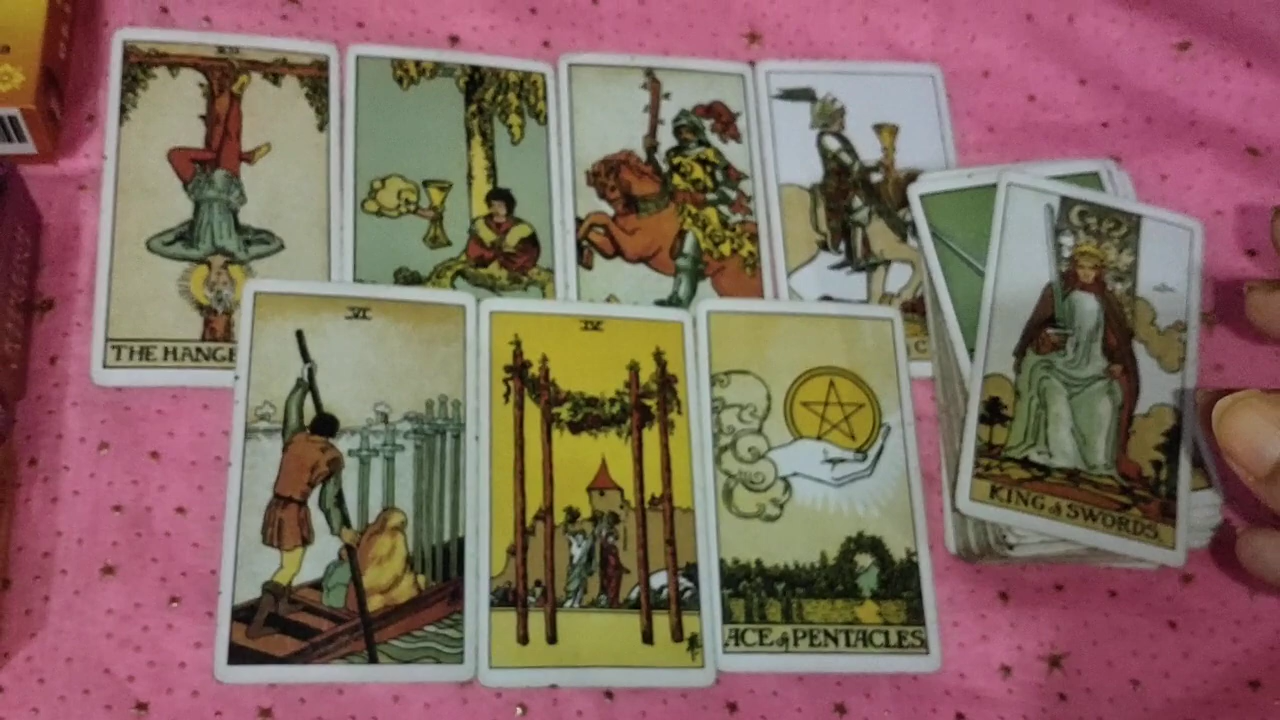 THE HANGE
VI
IV
ACE of PENTACLES
KING of SWORDS